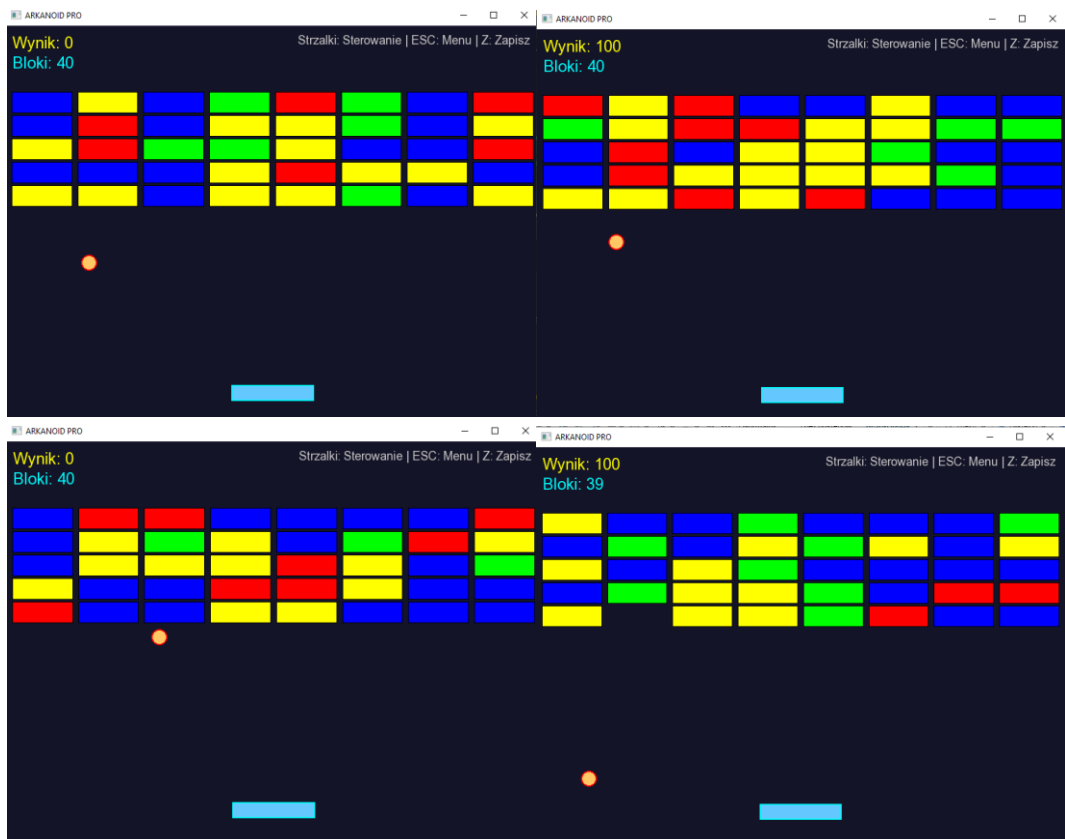 ARKANOID PRO
Wynik: 0
Strzalki: Sterowanie | ESC: Menu | Z: Zapisz
Bloki: 40
ARKANOID PRO
Wynik: 100
Strzalki: Sterowanie | ESC: Menu | Z: Zapisz
Bloki: 40
ARKANOID PRO
Wynik: 0
Strzalki: Sterowanie | ESC: Menu | Z: Zapisz
Bloki: 40
ARKANOID PRO
Wynik: 100
Strzalki: Sterowanie | ESC: Menu | Z: Zapisz
Bloki: 39